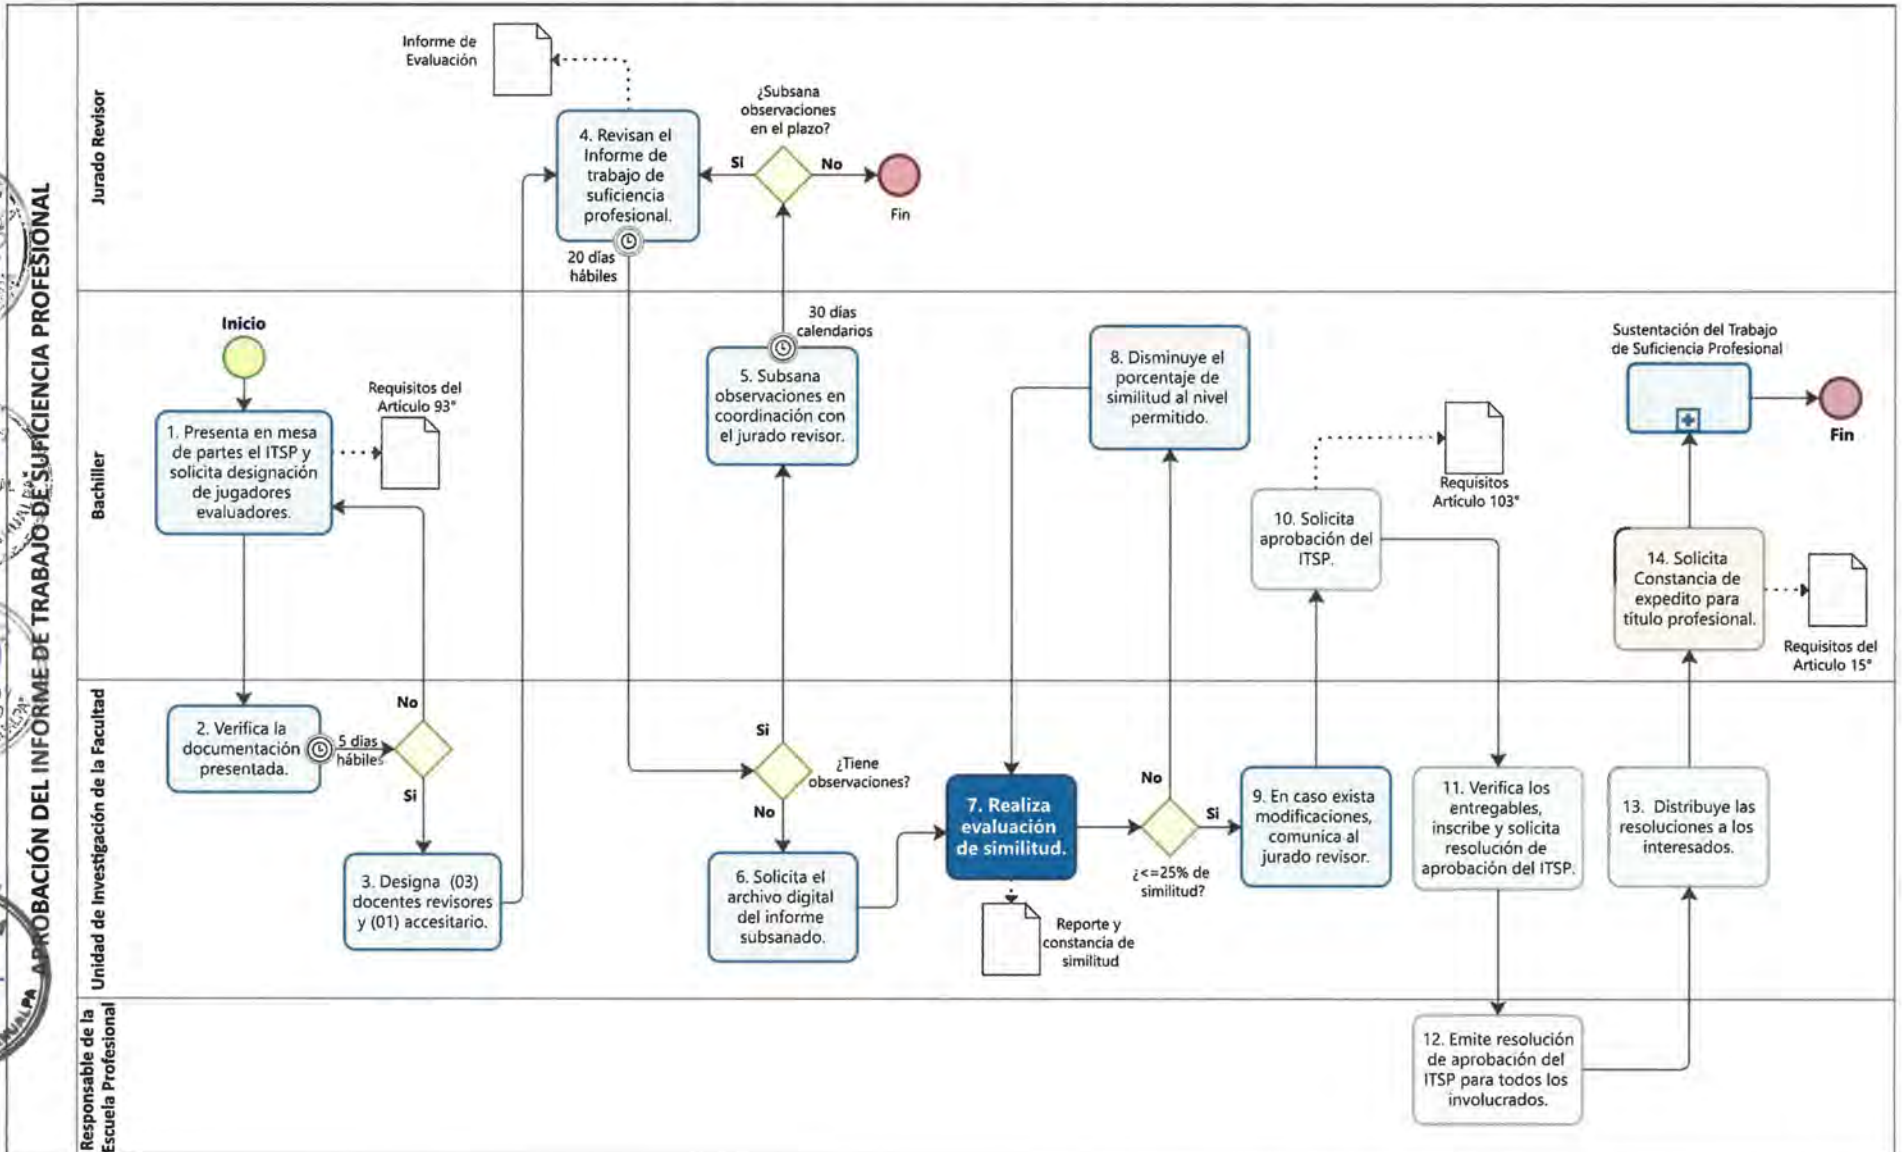 APROBACIÓN DEL INFORME DE TRABAJO DE SUFICIENCIA PROFESIONAL
Jurado Revisor
Informe de
Evaluación
4. Revisan el
Informe de
trabajo de
suficiencia
profesional.
20 días
hábiles
¿Subsana
observaciones
en el plazo?
Si
No
Fin
Bachiller
Inicio
1. Presenta en mesa
de partes el ITSP y
solicita designación
de jugadores
evaluadores.
Requisitos del
Artículo 93°
30 días
calendarios
5. Subsana
observaciones en
coordinación con
el jurado revisor.
8. Disminuye el
porcentaje de
similitud al nivel
permitido.
10. Solicita
aprobación del
ITSP.
Requisitos
Artículo 103°
Sustentación del Trabajo
de Suficiencia Profesional
Fin
14. Solicita
Constancia de
expedito para
título profesional.
Requisitos del
Articulo 15°
Unidad de Investigación de la Facultad
2. Verifica la
documentación
presentada.
5 días
hábiles
No
Si
3. Designa (03)
docentes revisores
y (01) accesitario.
Si
¿Tiene
observaciones?
No
6. Solicita el
archivo digital
del informe
subsanado.
7. Realiza
evaluación
de similitud.
Reporte y
constancia de
similitud
No
Si
¿<=25% de
similitud?
9. En caso exista
modificaciones,
comunica al
jurado revisor.
11. Verifica los
entregables,
inscribe y solicita
resolución de
aprobación del ITSP.
13. Distribuye las
resoluciones a los
interesados.
Responsable de la
Escuela Profesional
12. Emite resolución
de aprobación del
ITSP para todos los
involucrados.